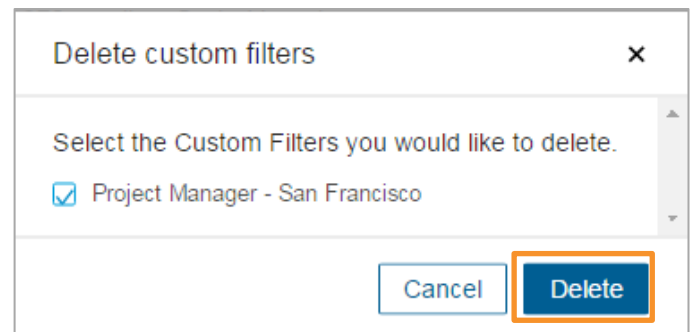 Delete custom filters
Select the Custom Filters you would like to delete.
Project Manager - San Francisco
Cancel Delete